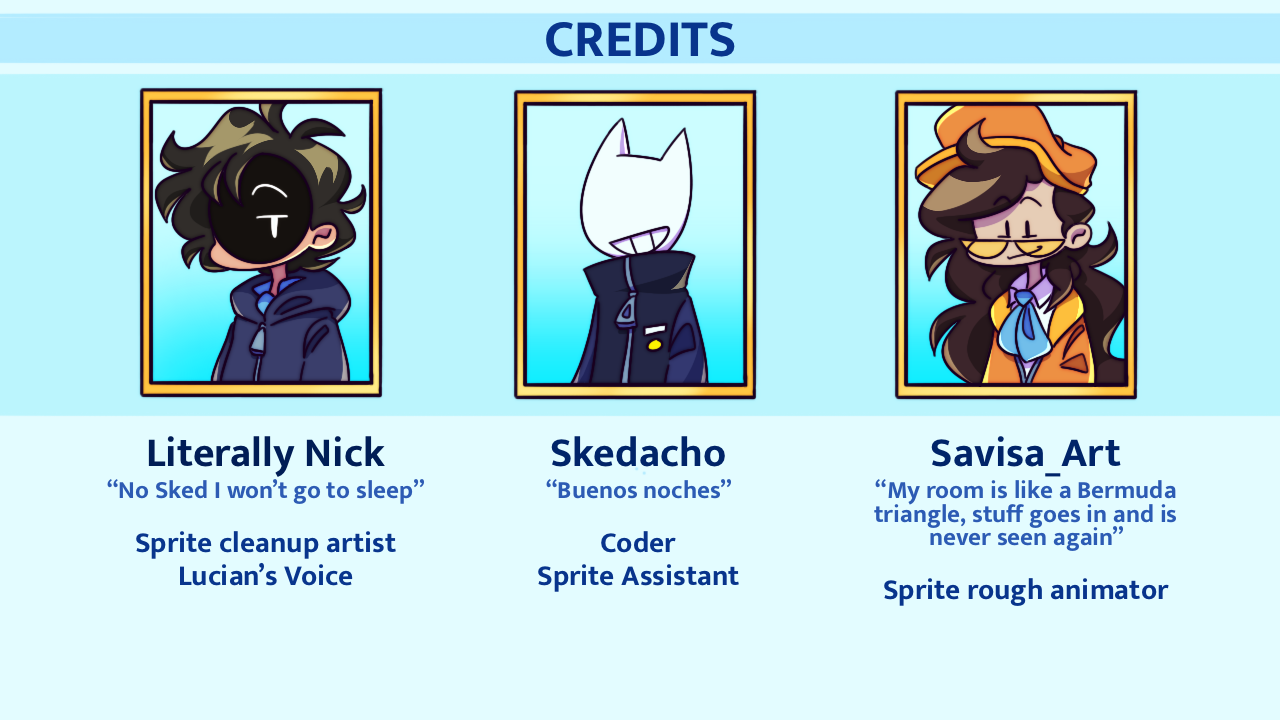 CREDITS
Literally Nick
“No Sked I won’t go to sleep”
Sprite cleanup artist
Lucian’s Voice
Skedacho
“Buenos noches”
Coder
Sprite Assistant
Savisa_Art
“My room is like a Bermuda
triangle, stuff goes in and is
never seen again”
Sprite rough animator